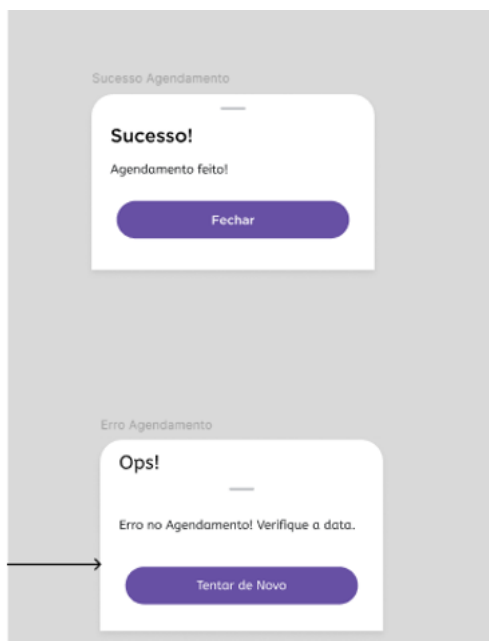 Sucesso Agendamento
Sucesso!
Agendamento feito!
Fechar
Erro Agendamento
Ops!
Erro no Agendamento! Verifique a data.
Tentar de Novo